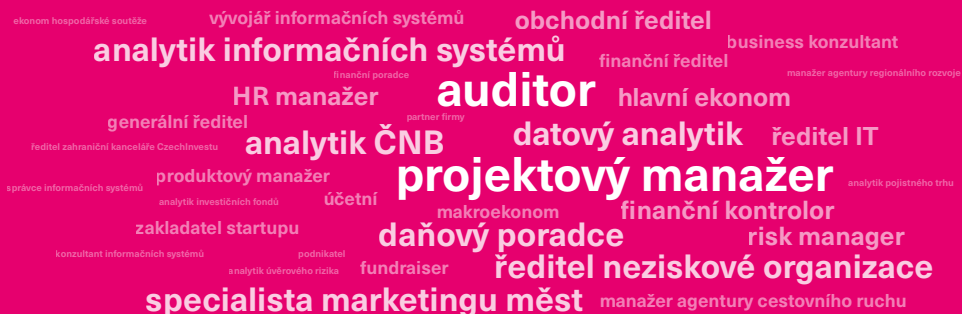 ekonom hospodářské soutěže
vývojář informačních systémů
obchodní ředitel
analytik informačních systémů
business konzultant
finanční ředitel
finanční poradce
manažer agentury regionálního rozvoje
HR manažer
auditor
hlavní ekonom
partner firmy
generální ředitel
analytik ČNB
datový analytik
ředitel IT
ředitel zahraniční kanceláře CzechInvestu
produktový manažer
projektový manažer
analytik pojistného trhu
správce informačních systémů
analytik investičních fondů
účetní
makroekonom
finanční kontrolor
zakladatel startupu
daňový poradce
risk manager
konzultant informačních systémů
podnikatel
analytik úvěrového rizika
fundraiser
ředitel neziskové organizace
specialista marketingu měst
manažer agentury cestovního ruchu